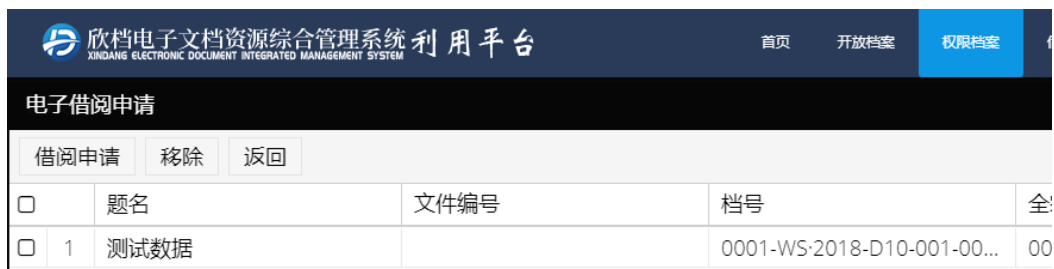 欣档电子文档资源综合管理系统 利用平台 首页 开放档案 权限档案
XINDANG ELECTRONIC DOCUMENT INTEGRATED MANAGEMENT SYSTEM
电子借阅申请
借阅申请 移除 返回
题名 文件编号 档号 全
1 测试数据 0001-WS·2018-D10-001-00... 00